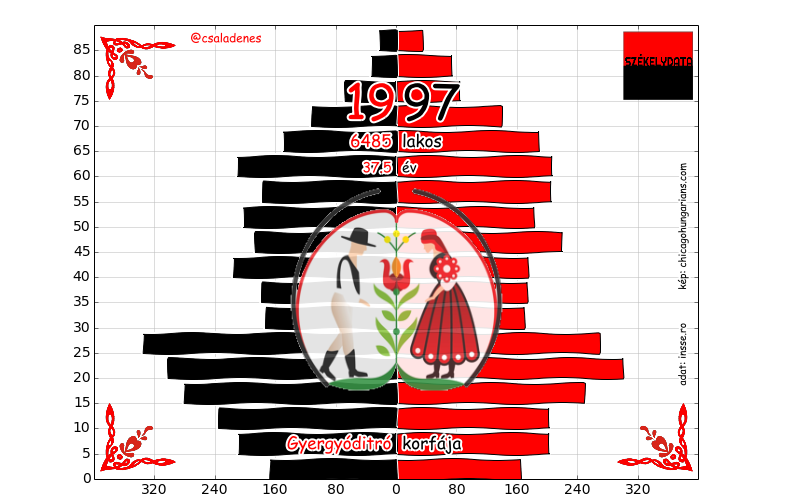 @csaladenes
SZÉKELYDATA
1997
6485 lakos
37.5 év
kép: chicagohungarians.com
adat: insse.ro
Gyergyóditró korfája
85
80
75
70
65
60
55
50
45
40
35
30
25
20
15
10
5
0
320 240 160 80 0 80 160 240 320